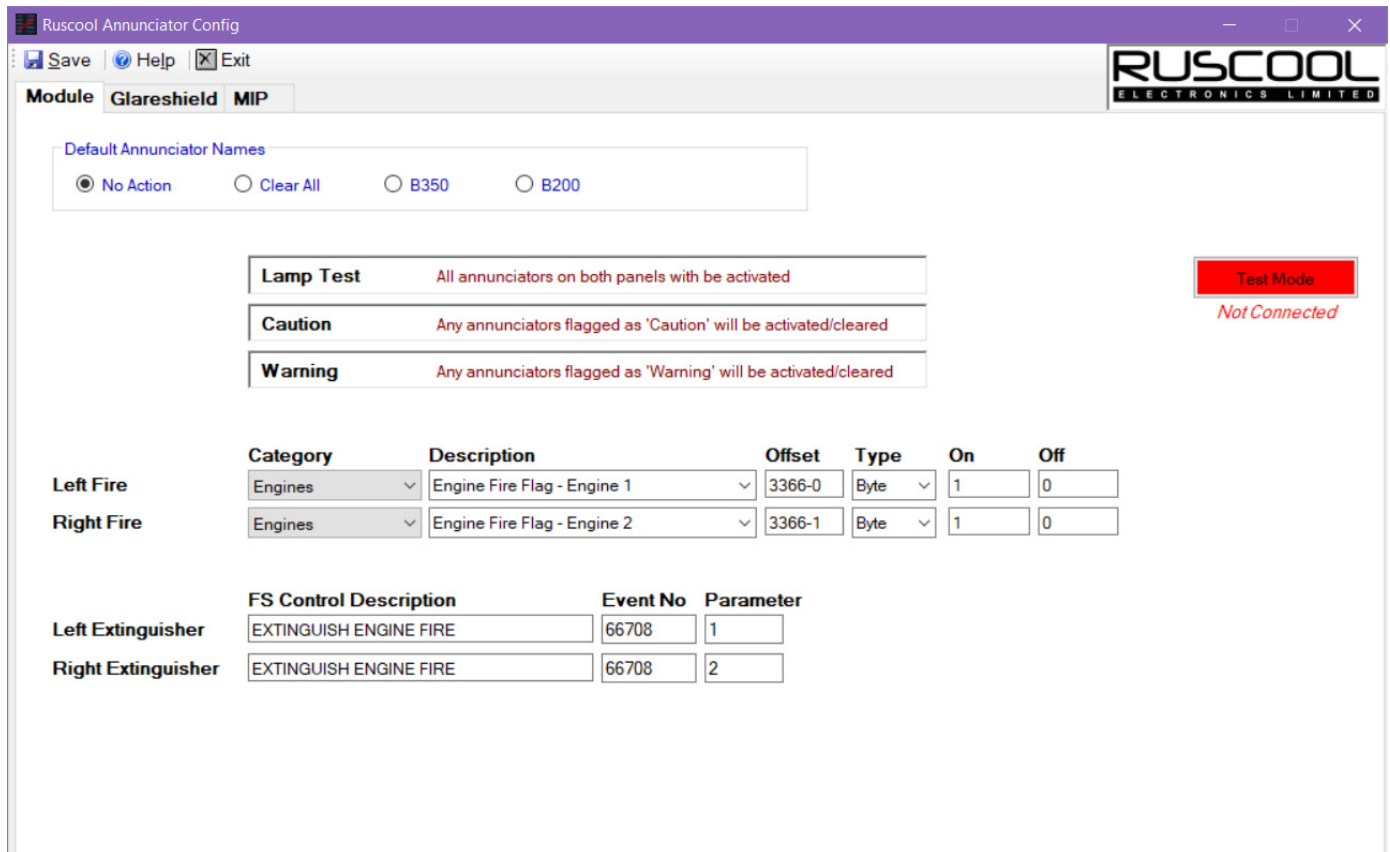 Ruscool Annunciator Config
Save Help Exit
RUSCOOL
ELECTRONICS LIMITED
Module Glareshield MIP
Default Annunciator Names
No Action Clear All B350 B200
Lamp Test All annunciators on both panels with be activated
Test Mode
Caution Any annunciators flagged as 'Caution' will be activated/cleared
Not Connected
Warning Any annunciators flagged as 'Warning' will be activated/cleared
Category Description Offset Type On Off
Left Fire Engines Engine Fire Flag - Engine 1 3366-0 Byte 1 0
Right Fire Engines Engine Fire Flag - Engine 2 3366-1 Byte 1 0
FS Control Description Event No Parameter
Left Extinguisher EXTINGUISH ENGINE FIRE 66708 1
Right Extinguisher EXTINGUISH ENGINE FIRE 66708 2